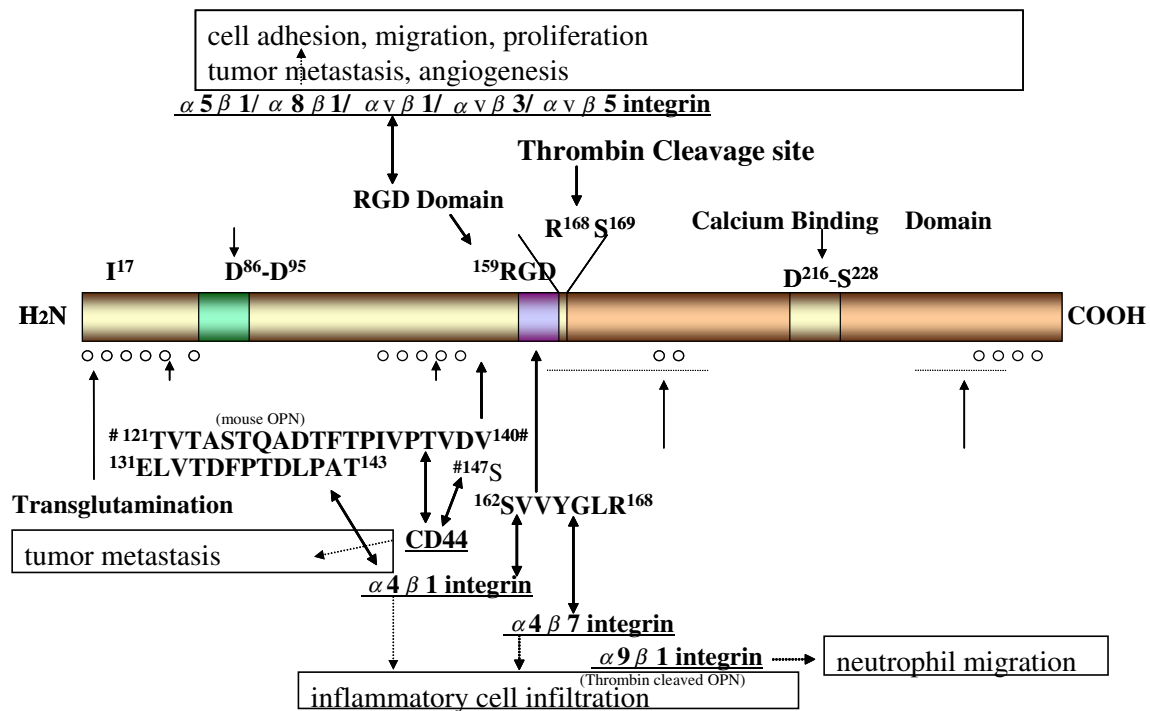 cell adhesion, migration, proliferation
tumor metastasis, angiogenesis
α5β1/ α8β1/ αvβ1/ αvβ3/ αvβ5 integrin
Thrombin Cleavage site
RGD Domain
R168 S169
Calcium Binding Domain
I17
D86-D95
159RGD
D216-S228
H2N
COOH
(mouse OPN)
# 121TVTASTQADTFTPIVPTVDV140#
131ELVTDFPTDLPAT143
#147S
Transglutamination
162SVVYGLR168
CD44
tumor metastasis
α4β1 integrin
α4β7 integrin
α9β1 integrin
neutrophil migration
(Thrombin cleaved OPN)
inflammatory cell infiltration